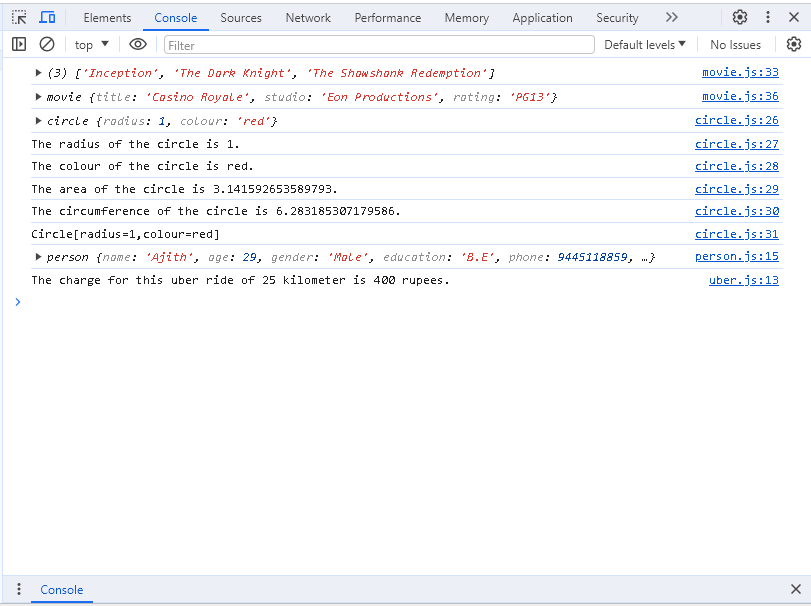 Elements Console Sources Network Performance Memory Application Security
top Filter Default levels No Issues
(3) ['Inception', 'The Dark Knight', 'The Shawshank Redemption'] movie.js:33
movie {title: 'Casino Royale', studio: 'Eon Productions', rating: 'PG13'} movie.js:36
circle {radius: 1, colour: 'red'} circle.js:26
The radius of the circle is 1. circle.js:27
The colour of the circle is red. circle.js:28
The area of the circle is 3.141592653589793. circle.js:29
The circumference of the circle is 6.283185307179586. circle.js:30
Circle[radius=1,colour=red] circle.js:31
person {name: 'Ajith', age: 29, gender: 'Male', education: 'B.E', phone: 9445118859, …} person.js:15
The charge for this uber ride of 25 kilometer is 400 rupees. uber.js:13
Console